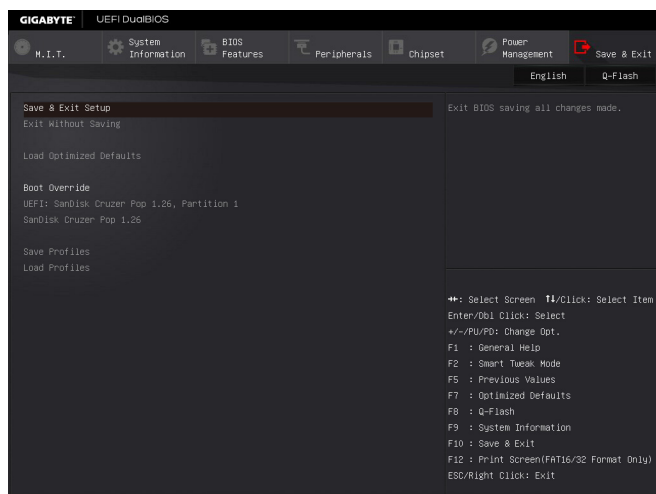 GIGABYTE™ UEFI DualBIOS
M.I.T.
System Information
BIOS Features
Peripherals
Chipset
Power Management
Save & Exit
English
Q-Flash
Save & Exit Setup
Exit Without Saving
Load Optimized Defaults
Boot Override
UEFI: SanDisk Cruzer Pop 1.26, Partition 1
SanDisk Cruzer Pop 1.26
Save Profiles
Load Profiles
Exit BIOS saving all changes made.
→←: Select Screen ↑↓/Click: Select Item
Enter/Dbl Click: Select
+/-/PU/PD: Change Opt.
F1 : General Help
F2 : Smart Tweak Mode
F5 : Previous Values
F7 : Optimized Defaults
F8 : Q-Flash
F9 : System Information
F10 : Save & Exit
F12 : Print Screen(FAT16/32 Format Only)
ESC/Right Click: Exit